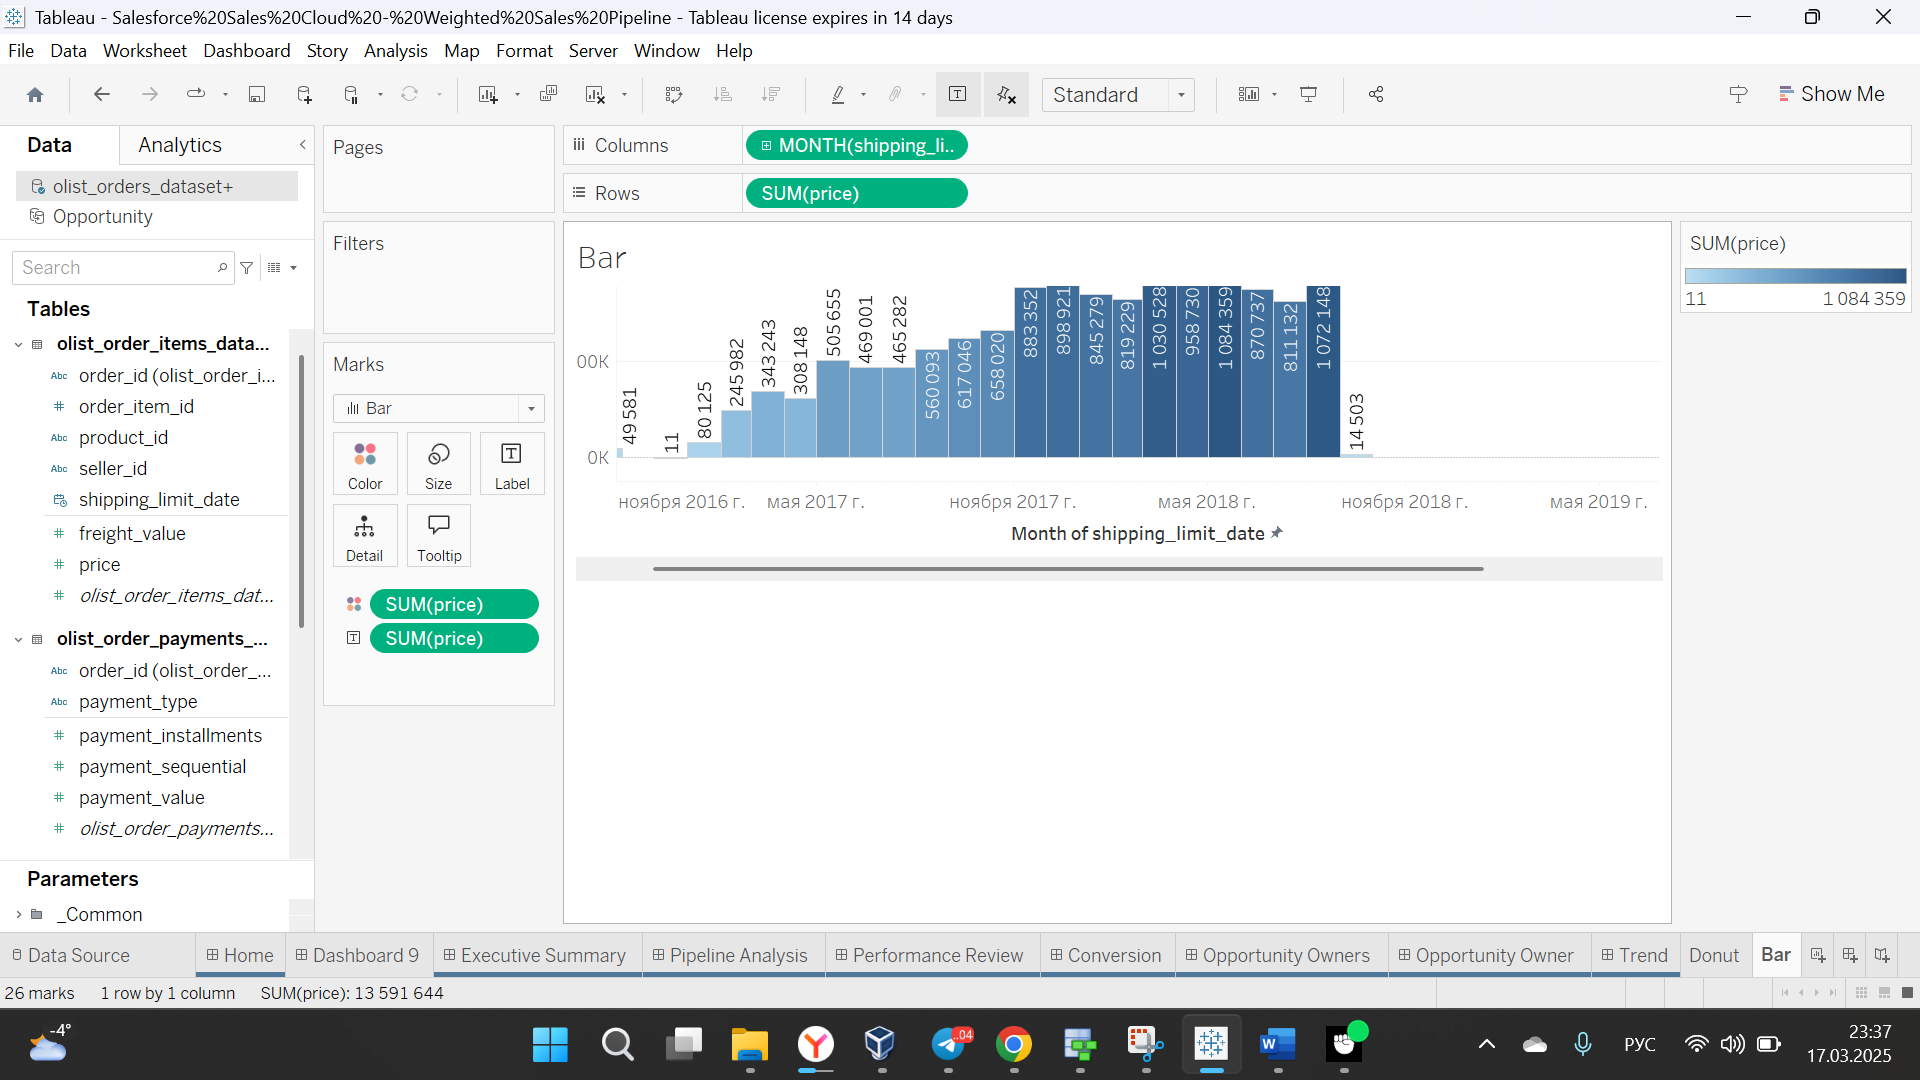 Tableau - Salesforce%20Sales%20Cloud%20-%20Weighted%20Sales%20Pipeline - Tableau license expires in 14 days
File Data Worksheet Dashboard Story Analysis Map Format Server Window Help
Standard
Show Me
Data Analytics
olist_orders_dataset+
Opportunity
Search
Tables
olist_order_items_data...
Abc order_id (olist_order_i...
# order_item_id
Abc product_id
Abc seller_id
shipping_limit_date
# freight_value
# price
# olist_order_items_dat...
olist_order_payments_...
Abc order_id (olist_order_...
Abc payment_type
# payment_installments
# payment_sequential
# payment_value
# olist_order_payments...
Parameters
_Common
Pages
Filters
Marks
Bar
Color Size Label
Detail Tooltip
SUM(price)
SUM(price)
Columns MONTH(shipping_li..
Rows SUM(price)
Bar
00K
0K
49 581
11
80 125
245 982
343 243
308 148
505 655
469 001
465 282
560 093
617 046
658 020
883 352
898 921
845 279
819 229
1 030 528
958 730
1 084 359
870 737
811 132
1 072 148
14 503
ноября 2016 г. мая 2017 г. ноября 2017 г. мая 2018 г. ноября 2018 г. мая 2019 г.
Month of shipping_limit_date
SUM(price)
11 1 084 359
Data Source Home Dashboard 9 Executive Summary Pipeline Analysis Performance Review Conversion Opportunity Owners Opportunity Owner Trend Donut Bar
26 marks 1 row by 1 column SUM(price): 13 591 644
-4°
..04
РУС
23:37
17.03.2025